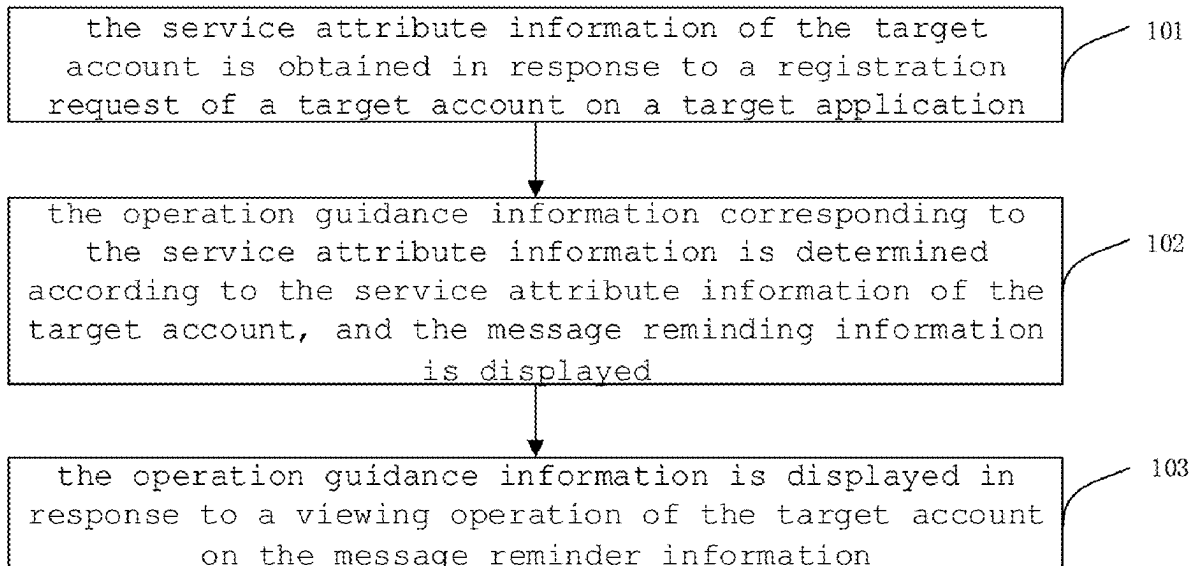 the service attribute information of the target
account is obtained in response to a registration
request of a target account on a target application
101
the operation guidance information corresponding to
the service attribute information is determined
according to the service attribute information of the
target account, and the message reminding information
is displayed
102
the operation guidance information is displayed in
response to a viewing operation of the target account
on the message reminder information
103